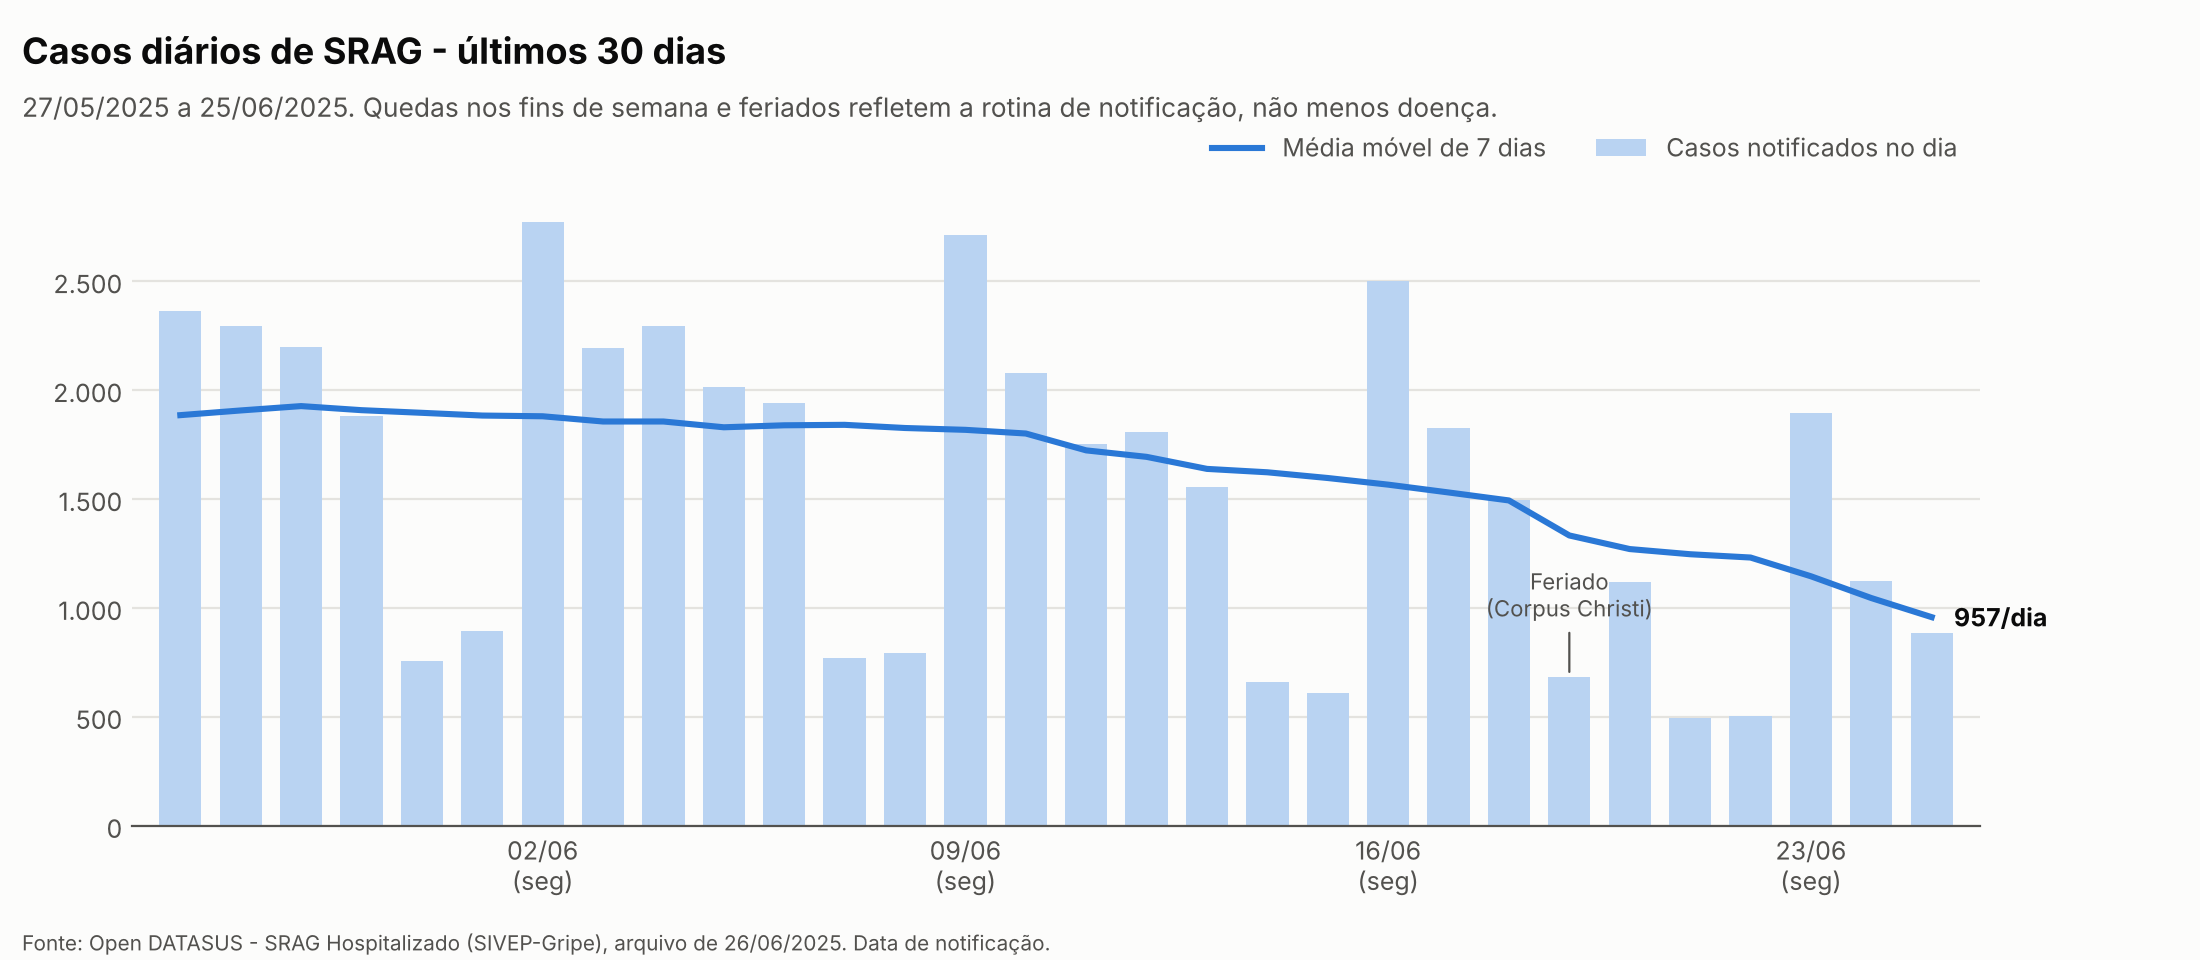 Casos diários de SRAG - últimos 30 dias
27/05/2025 a 25/06/2025. Quedas nos fins de semana e feriados refletem a rotina de notificação, não menos doença.
Média móvel de 7 dias
Casos notificados no dia
2.500
2.000
1.500
1.000
500
0
Feriado
(Corpus Christi)
957/dia
02/06
(seg)
09/06
(seg)
16/06
(seg)
23/06
(seg)
Fonte: Open DATASUS - SRAG Hospitalizado (SIVEP-Gripe), arquivo de 26/06/2025. Data de notificação.